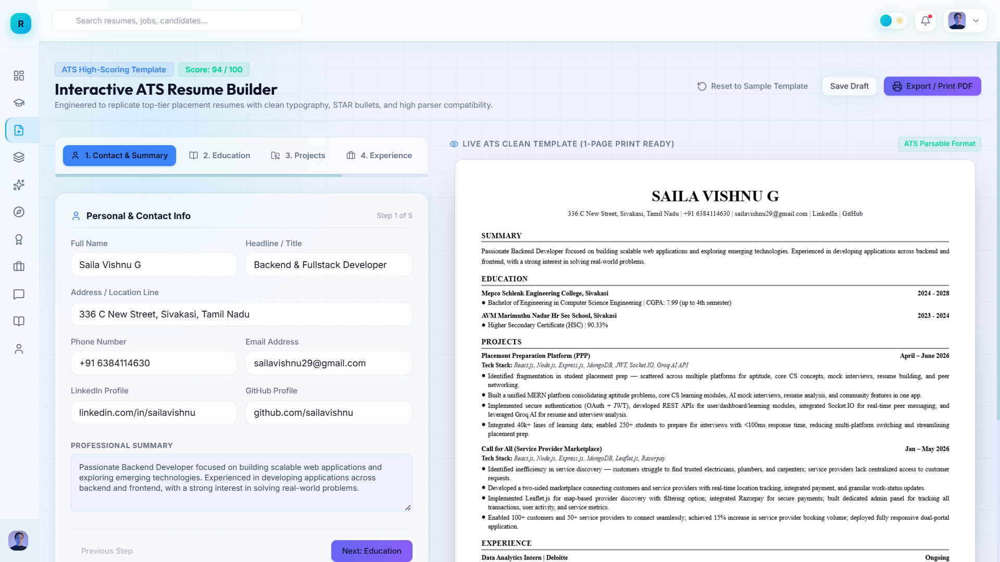 R
Search resumes, jobs, candidates...
ATS High-Scoring Template
Score: 94 / 100
Interactive ATS Resume Builder
Engineered to replicate top-tier placement resumes with clean typography, STAR bullets, and high parser compatibility.
Reset to Sample Template
Save Draft
Export / Print PDF
1. Contact & Summary
2. Education
3. Projects
4. Experience
Personal & Contact Info
Step 1 of 5
Full Name
Headline / Title
Saila Vishnu G
Backend & Fullstack Developer
Address / Location Line
336 C New Street, Sivakasi, Tamil Nadu
Phone Number
Email Address
+91 6384114630
sailavishnu29@gmail.com
LinkedIn Profile
GitHub Profile
linkedin.com/in/sailavishnu
github.com/sailavishnu
PROFESSIONAL SUMMARY
Passionate Backend Developer focused on building scalable web applications and
exploring emerging technologies. Experienced in developing applications across
backend and frontend, with a strong interest in solving real-world problems.
Previous Step
Next: Education
LIVE ATS CLEAN TEMPLATE (1-PAGE PRINT READY)
ATS Parsable Format
SAILA VISHNU G
336 C New Street, Sivakasi, Tamil Nadu | +91 6384114630 | sailavishnu29@gmail.com | LinkedIn | GitHub
SUMMARY
Passionate Backend Developer focused on building scalable web applications and exploring emerging technologies. Experienced in developing applications across backend and
frontend, with a strong interest in solving real-world problems.
EDUCATION
Mepco Schlenk Engineering College, Sivakasi
2024 - 2028
● Bachelor of Engineering in Computer Science Engineering | CGPA: 7.99 (up to 4th semester)
AVM Marimuthu Nadar Hr Sec School, Sivakasi
2023 - 2024
● Higher Secondary Certificate (HSC) | 90.33%
PROJECTS
Placement Preparation Platform (PPP)
April – June 2026
Tech Stack: React.js, Node.js, Express.js, MongoDB, JWT, Socket.IO, Groq AI API
● Identified fragmentation in student placement prep — scattered across multiple platforms for aptitude, core CS concepts, mock interviews, resume building, and peer
networking.
● Built a unified MERN platform consolidating aptitude problems, core CS learning modules, AI mock interviews, resume analysis, and community features in one app.
● Implemented secure authentication (OAuth + JWT), developed REST APIs for user/dashboard/learning modules, integrated Socket.IO for real-time peer messaging, and
leveraged Groq AI for resume and interview analysis.
● Integrated 40k+ lines of learning data; enabled 250+ students to prepare for interviews with <100ms response time, reducing multi-platform switching and streamlining
placement prep.
Call for All (Service Provider Marketplace)
Jan – May 2026
Tech Stack: React.js, Node.js, Express.js, MongoDB, Leaflet.js, Razorpay
● Identified inefficiency in service discovery — customers struggle to find trusted electricians, plumbers, and carpenters; service providers lack centralized access to customer
requests.
● Developed a two-sided marketplace connecting customers and service providers with real-time location tracking, integrated payment, and granular work-status updates.
● Implemented Leaflet.js for map-based provider discovery with filtering option; integrated Razorpay for secure payments; built dedicated admin panel for tracking all
transactions, user activity, and service metrics.
● Enabled 100+ customers and 50+ service providers to connect seamlessly; achieved 15% increase in service provider booking volume; deployed fully responsive dual-portal
application.
EXPERIENCE
Data Analytics Intern | Deloitte
Ongoing